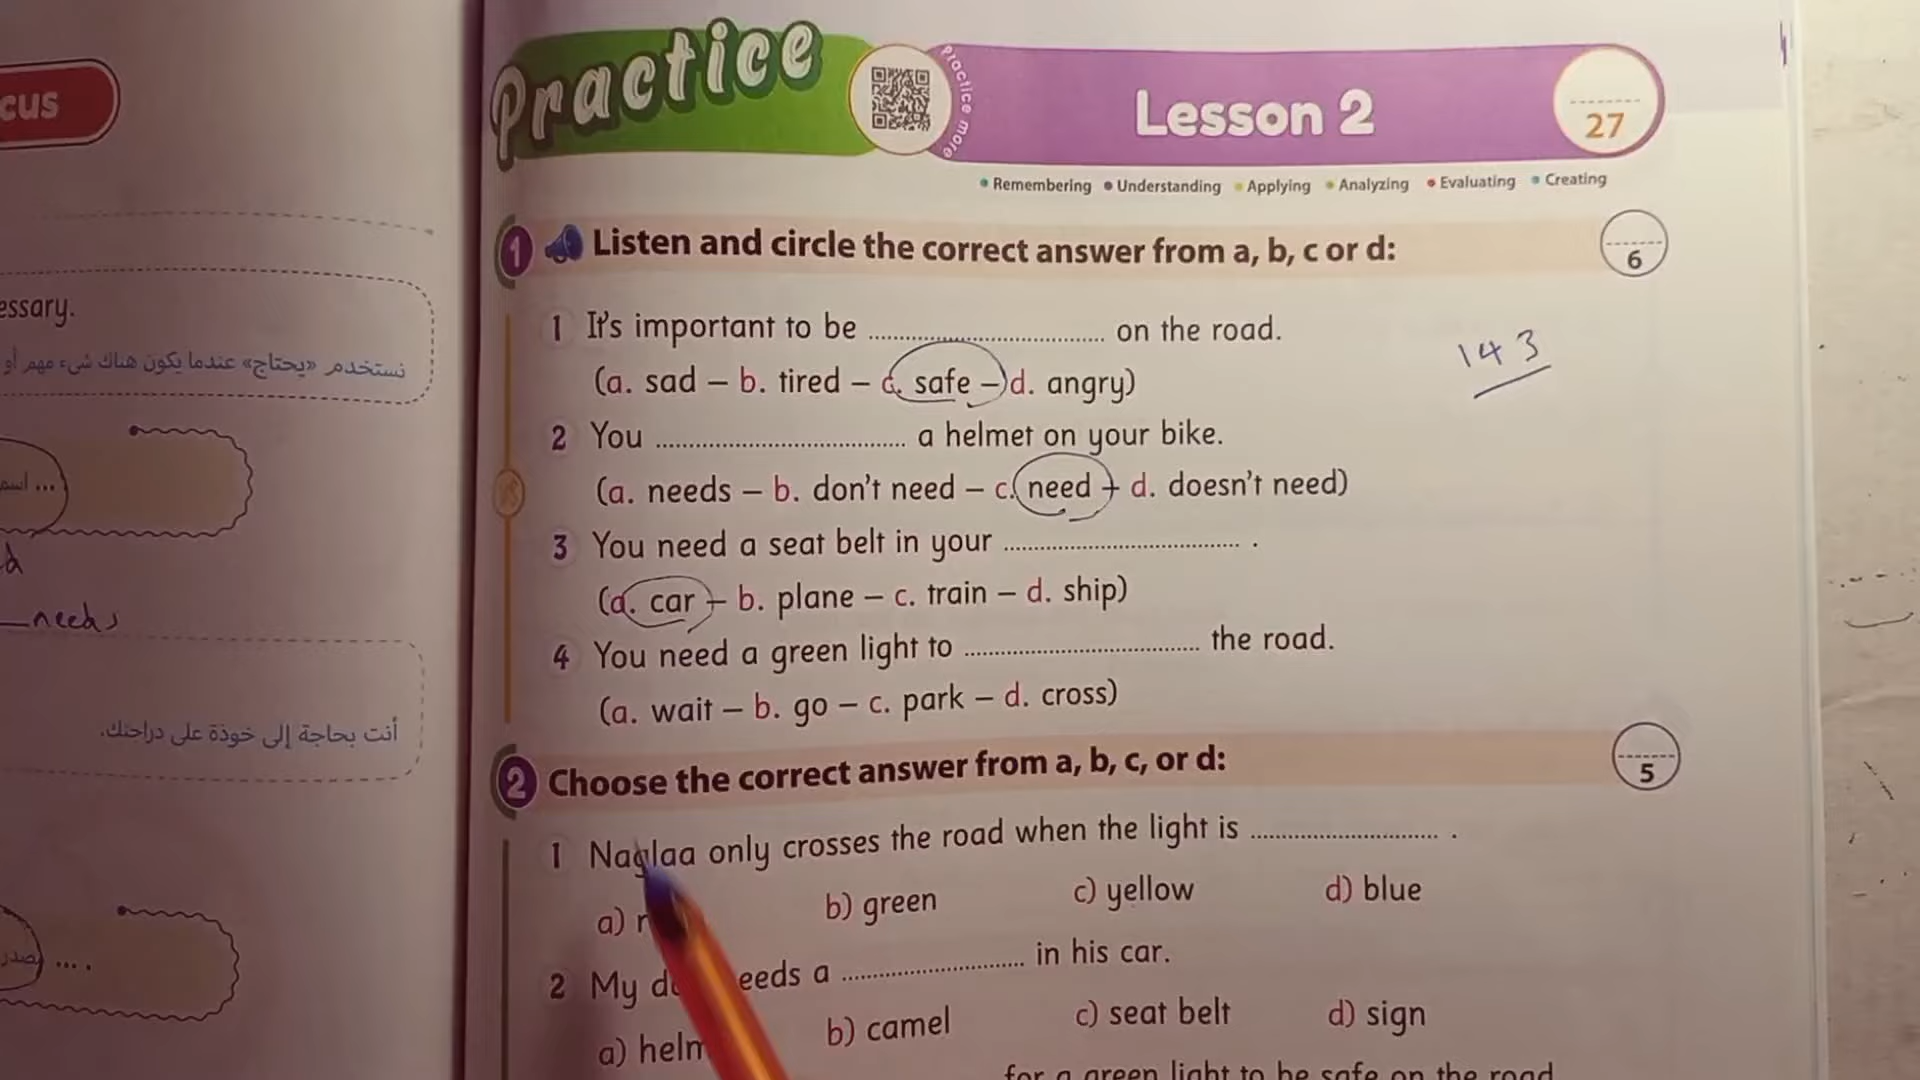 cus
essary.
نستخدم «يحتاج» عندما يكون هناك شيء مهم أو
... اسم
needs
أنت بحاجة إلى خوذة على دراجتك.
Practice
practice more
Lesson 2
27
Remembering Understanding Applying Analyzing Evaluating Creating
1 Listen and circle the correct answer from a, b, c or d:
6
143
1 It's important to be ........ on the road.
(a. sad – b. tired – c. safe – d. angry)
2 You ........ a helmet on your bike.
(a. needs – b. don't need – c. need – d. doesn't need)
3 You need a seat belt in your ........ .
(a. car – b. plane – c. train – d. ship)
4 You need a green light to ........ the road.
(a. wait – b. go – c. park – d. cross)
2 Choose the correct answer from a, b, c, or d:
5
1 Naglaa only crosses the road when the light is ........ .
a) b) green c) yellow d) blue
2 My eeds a ........ in his car.
a) helm b) camel c) seat belt d) sign
for a green light to be safe on the road